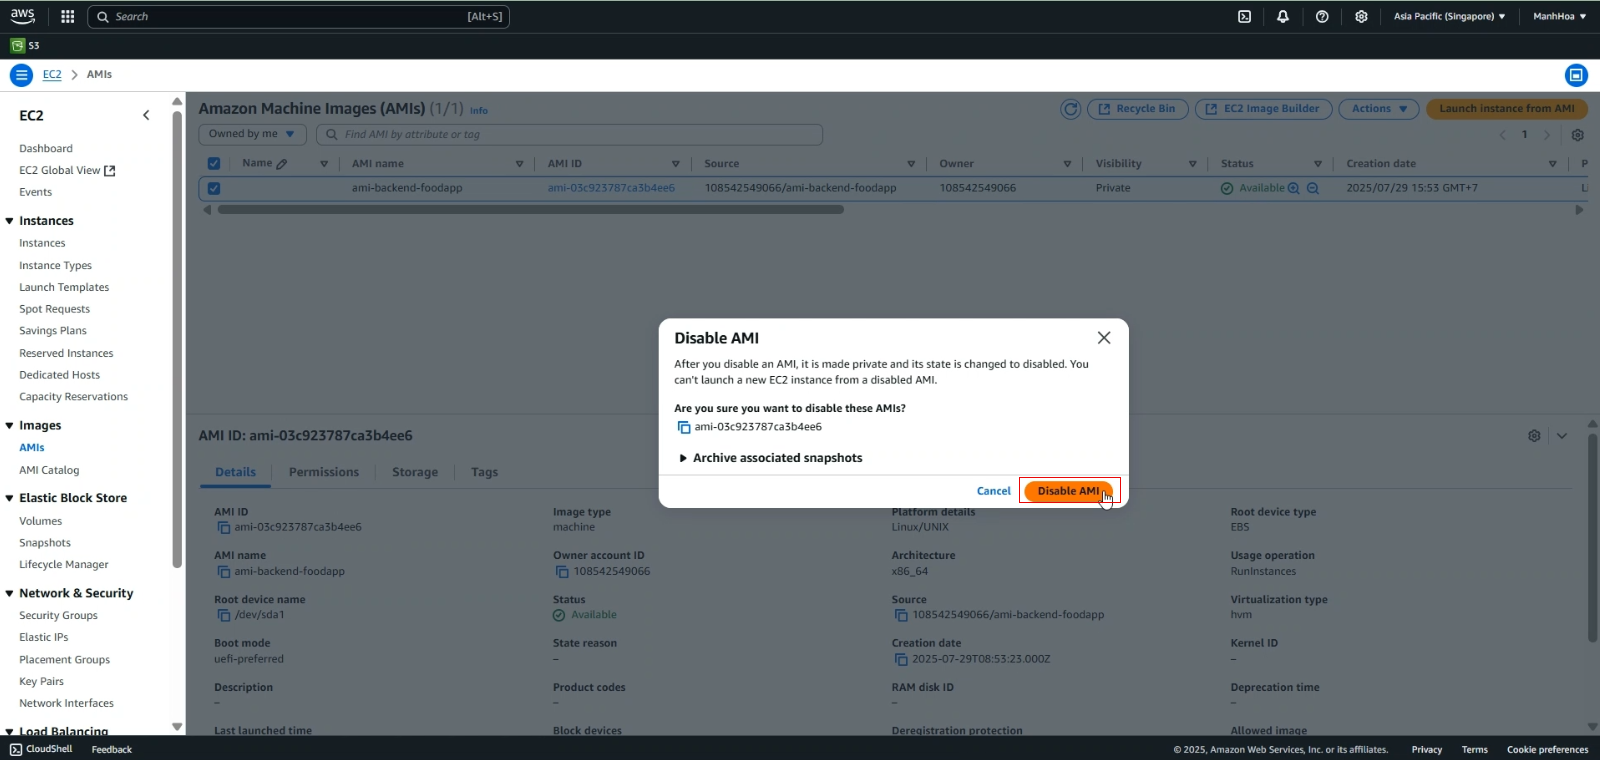 aws
Search
[Alt+S]
Asia Pacific (Singapore)
ManhHoa
S3
EC2
AMIs
EC2
Dashboard
EC2 Global View
Events
Instances
Instances
Instance Types
Launch Templates
Spot Requests
Savings Plans
Reserved Instances
Dedicated Hosts
Capacity Reservations
Images
AMIs
AMI Catalog
Elastic Block Store
Volumes
Snapshots
Lifecycle Manager
Network & Security
Security Groups
Elastic IPs
Placement Groups
Key Pairs
Network Interfaces
Load Balancing
Amazon Machine Images (AMIs) (1/1) Info
Recycle Bin
EC2 Image Builder
Actions
Launch instance from AMI
Owned by me
Find AMI by attribute or tag
1
Name
AMI name
AMI ID
Source
Owner
Visibility
Status
Creation date
P
ami-backend-foodapp
ami-03c923787ca3b4ee6
108542549066/ami-backend-foodapp
108542549066
Private
Available
2025/07/29 15:53 GMT+7
Disable AMI
After you disable an AMI, it is made private and its state is changed to disabled. You
can't launch a new EC2 instance from a disabled AMI.
Are you sure you want to disable these AMIs?
ami-03c923787ca3b4ee6
Archive associated snapshots
Cancel
Disable AMI
AMI ID: ami-03c923787ca3b4ee6
Details
Permissions
Storage
Tags
AMI ID
ami-03c923787ca3b4ee6
Image type
machine
Platform details
Linux/UNIX
Root device type
EBS
AMI name
ami-backend-foodapp
Owner account ID
108542549066
Architecture
x86_64
Usage operation
RunInstances
Root device name
/dev/sda1
Status
Available
Source
108542549066/ami-backend-foodapp
Virtualization type
hvm
Boot mode
uefi-preferred
State reason
–
Creation date
2025-07-29T08:53:23.000Z
Kernel ID
–
Description
–
Product codes
–
RAM disk ID
–
Deprecation time
–
Last launched time
Block devices
Deregistration protection
Allowed image
CloudShell
Feedback
© 2025, Amazon Web Services, Inc. or its affiliates.
Privacy
Terms
Cookie preferences